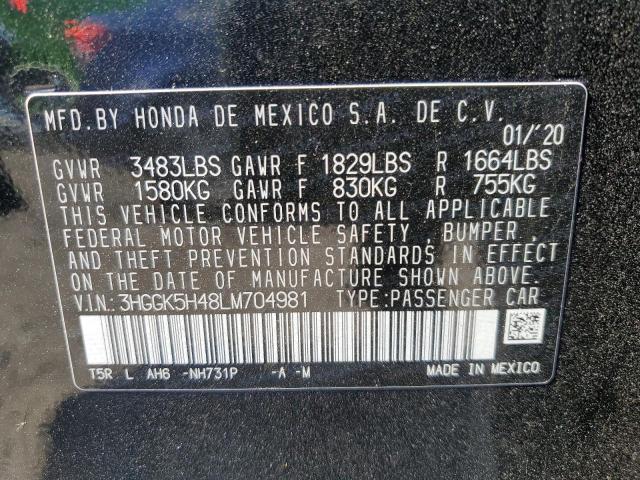 MFD.BY HONDA DE MEXICO S.A. DE C.V.
01/'20
GVWR 3483LBS GAWR F 1829LBS R 1664LBS
GVWR 1580KG GAWR F 830KG R 755KG
THIS VEHICLE CONFORMS TO ALL APPLICABLE
FEDERAL MOTOR VEHICLE SAFETY , BUMPER ,
AND THEFT PREVENTION STANDARDS IN EFFECT
ON THE DATE OF MANUFACTURE SHOWN ABOVE.
V.I.N.:3HGGK5H48LM704981 TYPE:PASSENGER CAR
T5R L AH6 -NH731P -A -M MADE IN MEXICO